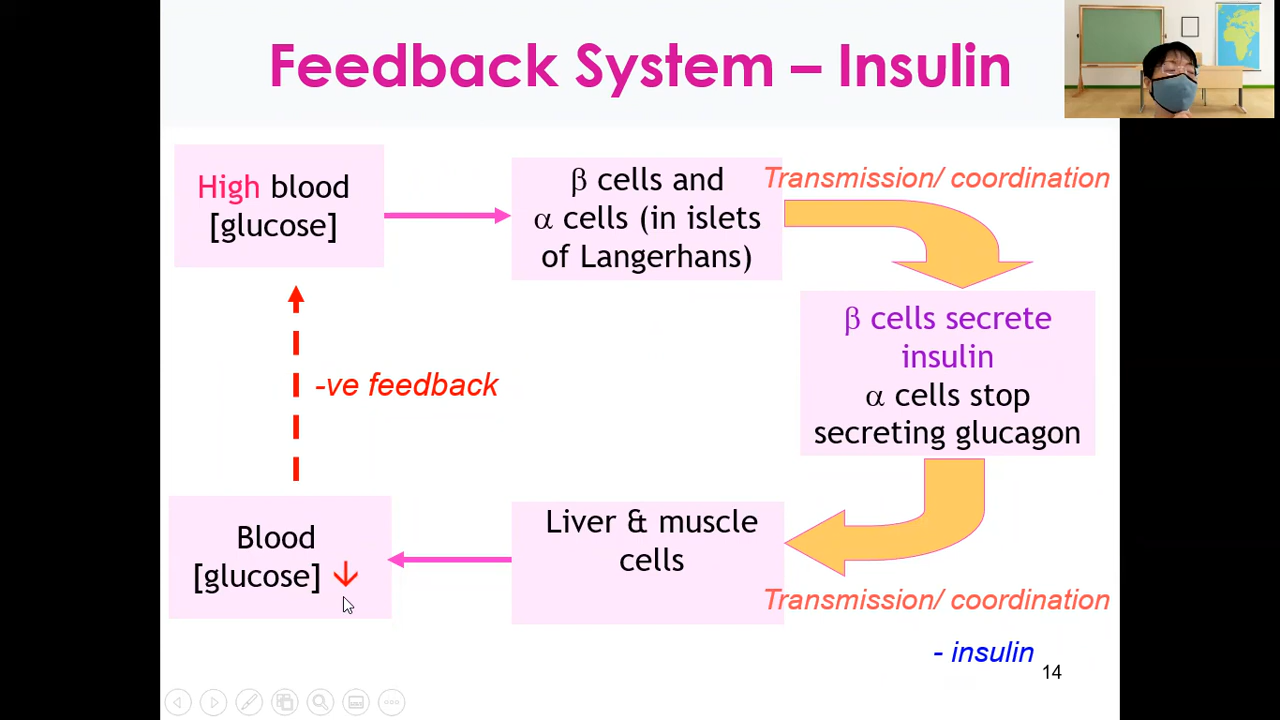 Feedback System – Insulin
High blood
[glucose]
β cells and
α cells (in islets
of Langerhans)
Transmission/ coordination
β cells secrete
insulin
α cells stop
secreting glucagon
-ve feedback
Blood
[glucose] ↓
Liver & muscle
cells
Transmission/ coordination
- insulin
14